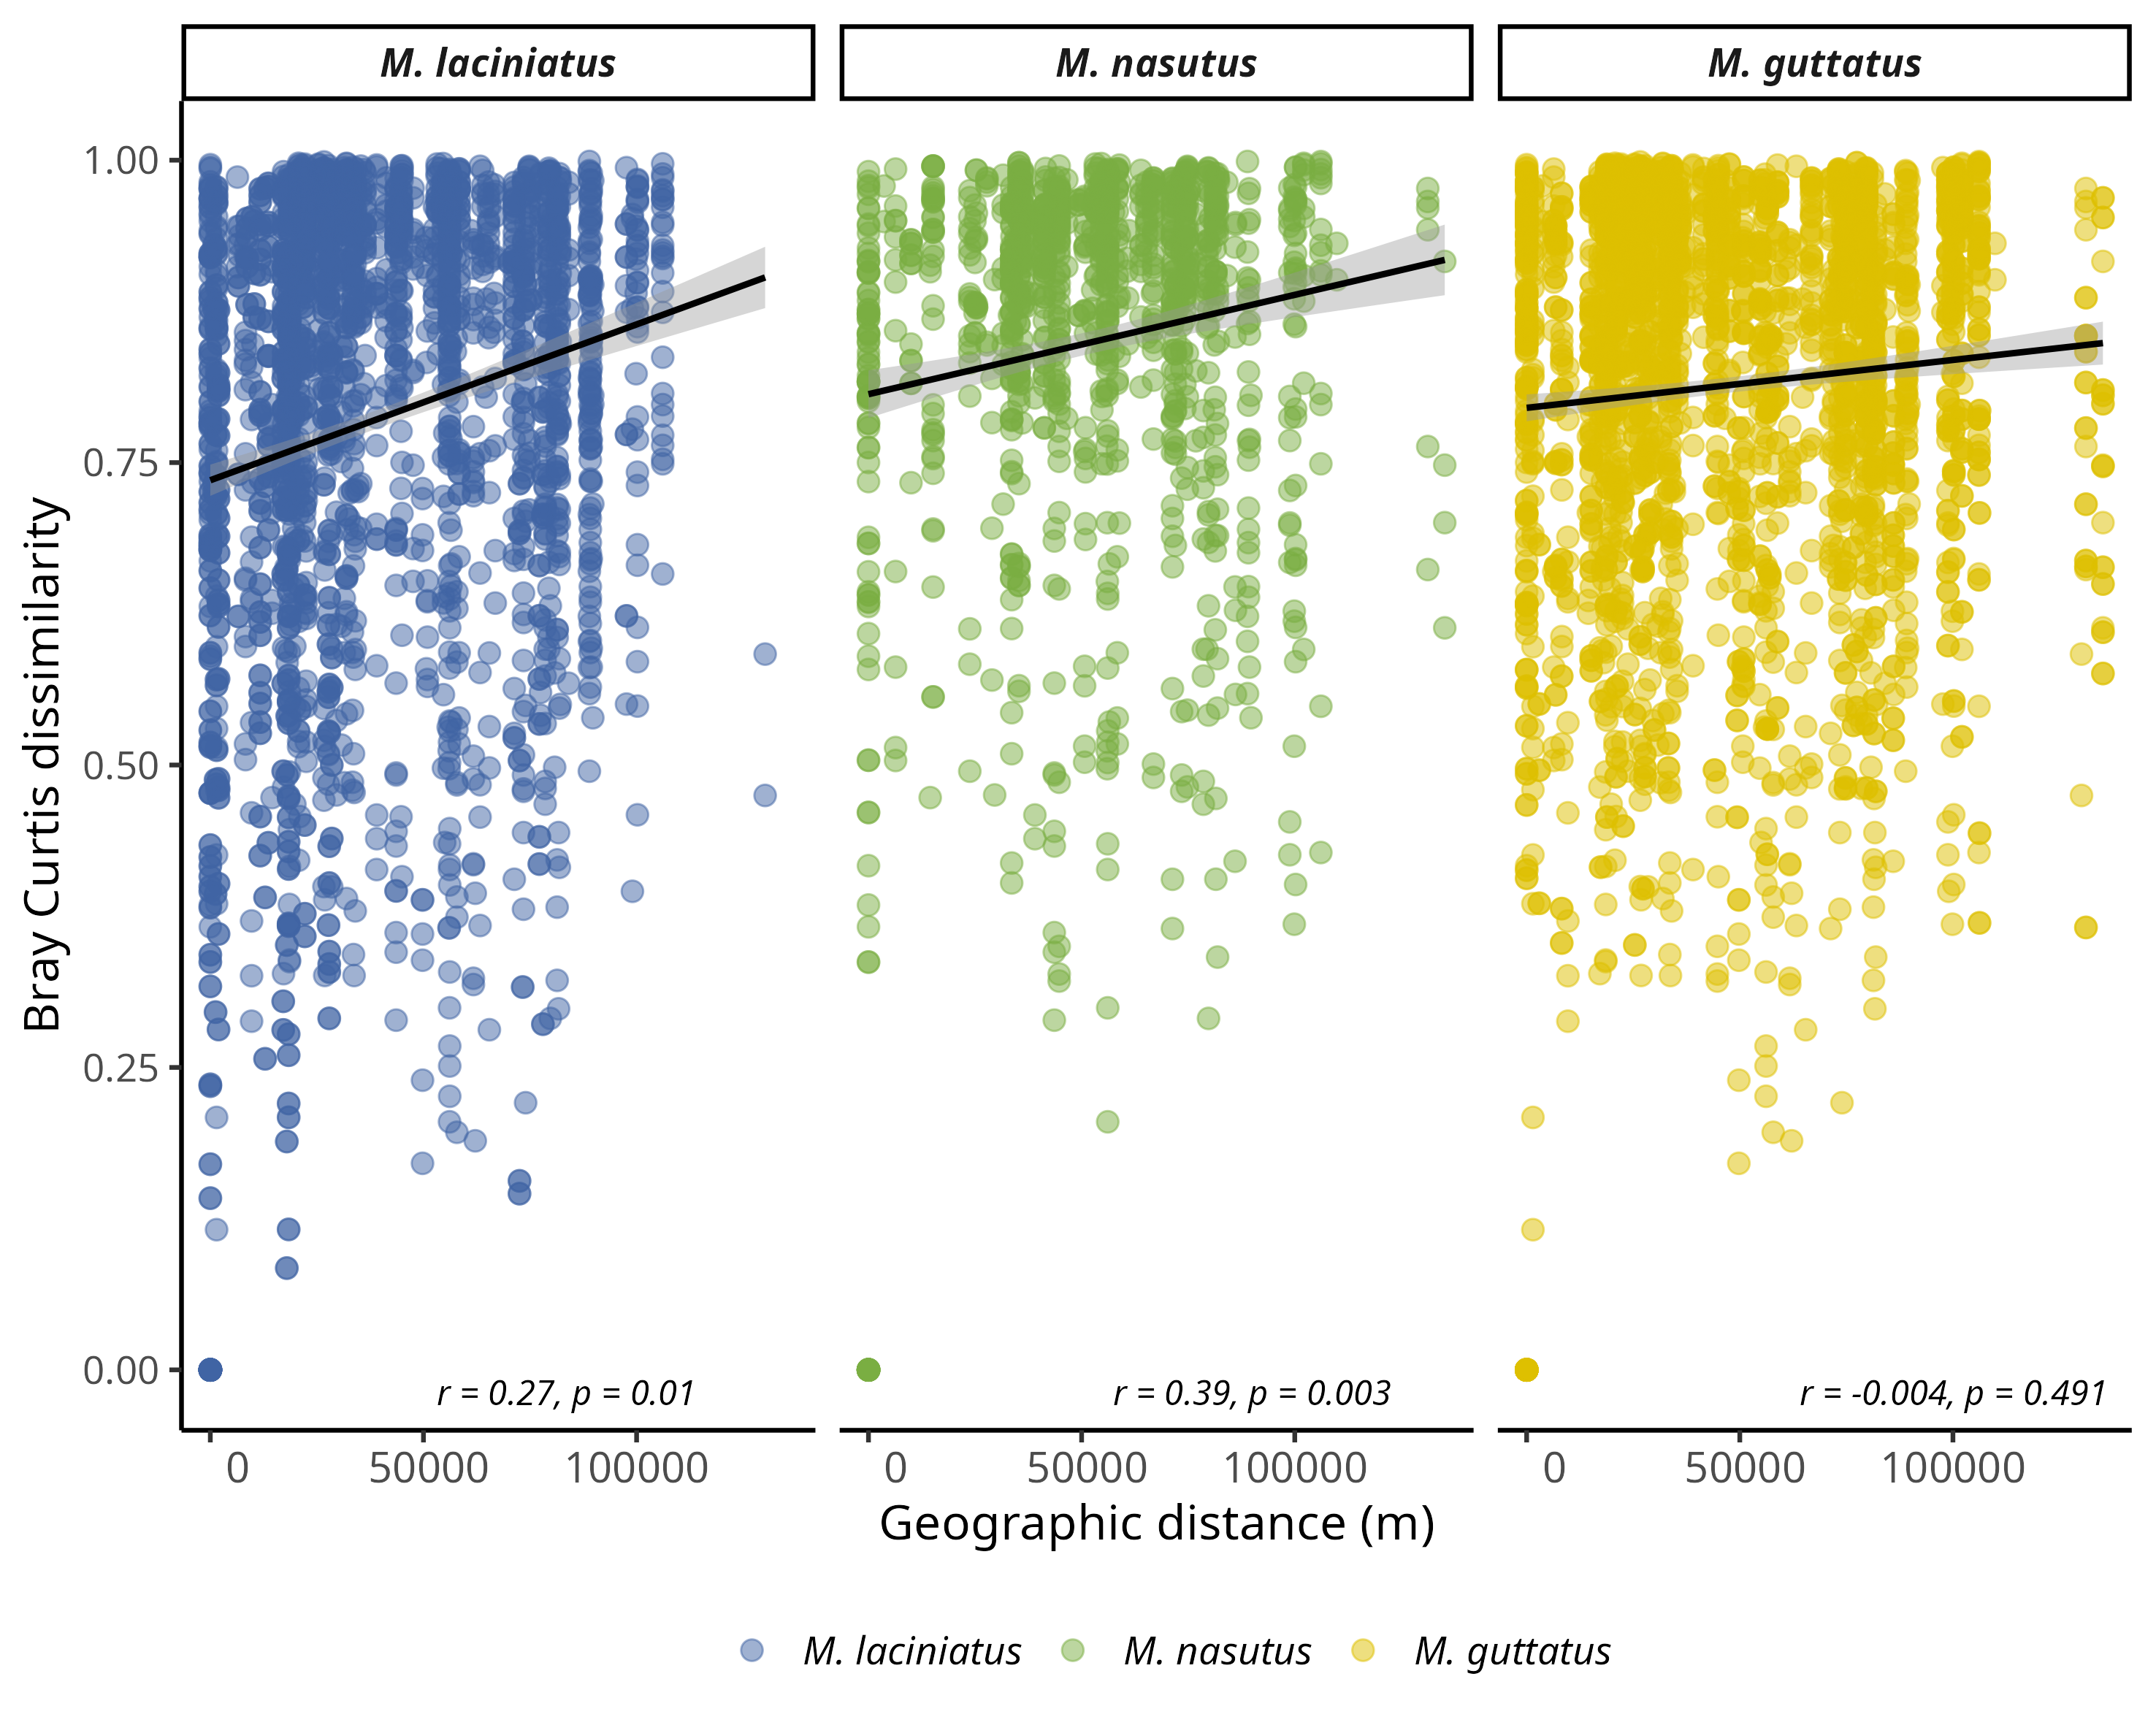 M. laciniatus
M. nasutus
M. guttatus
Bray Curtis dissimilarity
1.00
0.75
0.50
0.25
0.00
r = 0.27, p = 0.01
r = 0.39, p = 0.003
r = -0.004, p = 0.491
0 50000 100000
0 50000 100000
0 50000 100000
Geographic distance (m)
M. laciniatus M. nasutus M. guttatus